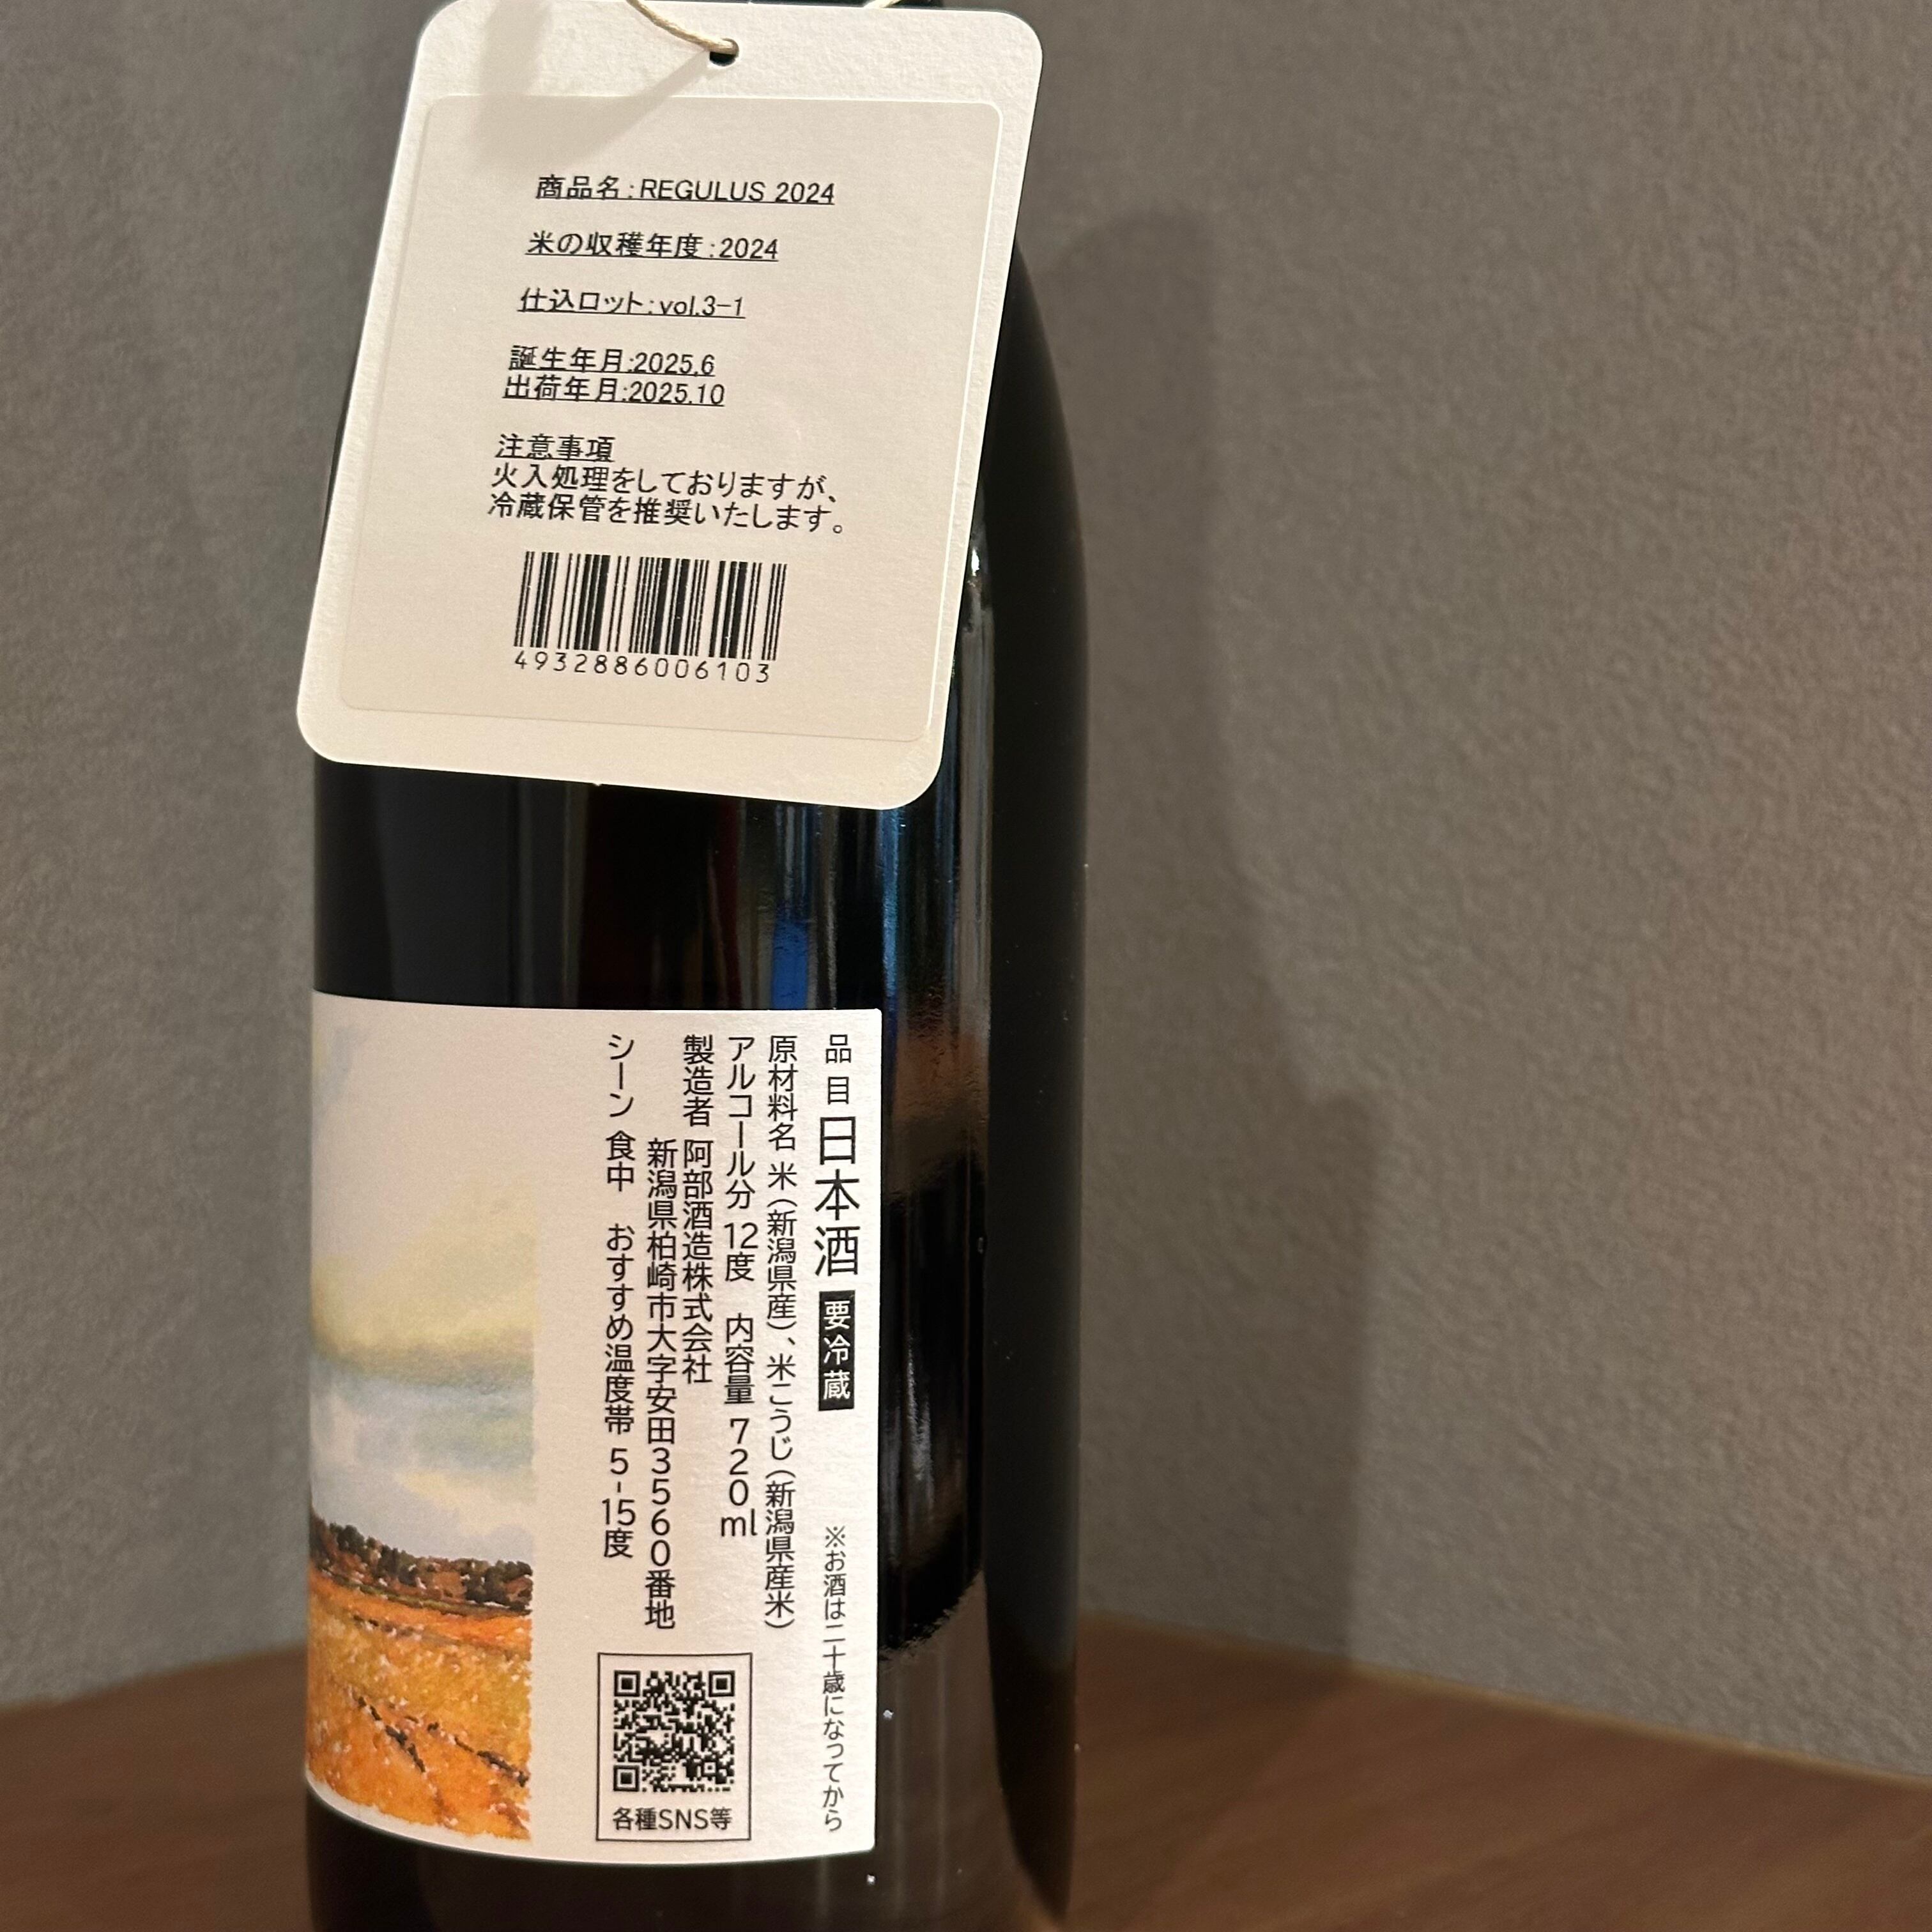 商品名:REGULUS 2024
米の収穫年度:2024
仕込ロット:vol.3-1
誕生年月:2025.6
出荷年月:2025.10
注意事項
火入処理をしておりますが、
冷蔵保管を推奨いたします。
4932886006103
品目 日本酒 要冷蔵 ※お酒は二十歳になってから
原材料名 米(新潟県産)、米こうじ(新潟県産米)
アルコール分 12度 内容量 720ml
製造者 阿部酒造株式会社
新潟県柏崎市大字安田3560番地
シーン 食中 おすすめ温度帯 5-15度
各種SNS等